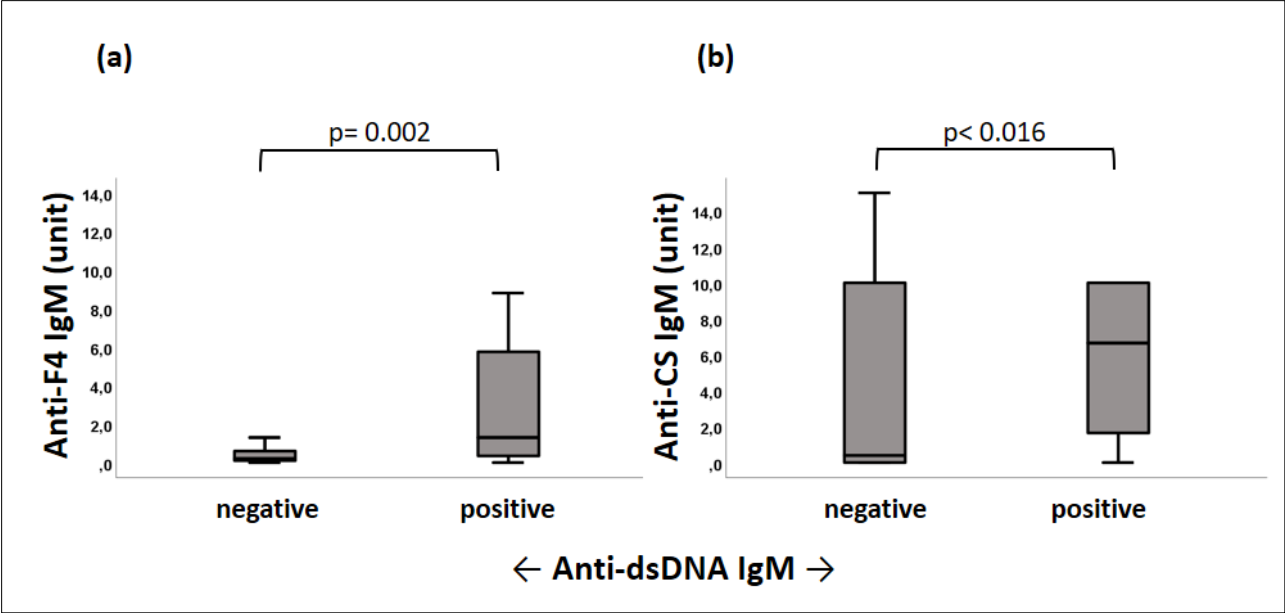 (a)
p= 0.002
Anti-F4 IgM (unit)
14,0
12,0
10,0
8,0
6,0
4,0
2,0
,0
negative positive
(b)
p< 0.016
Anti-CS IgM (unit)
14,0
12,0
10,0
8,0
6,0
4,0
2,0
,0
negative positive
← Anti-dsDNA IgM →